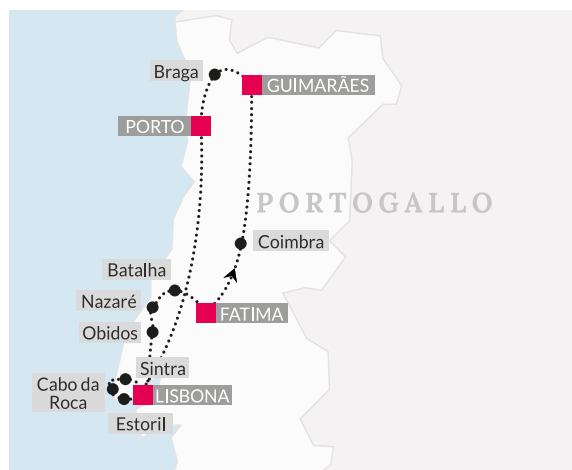 Braga
GUIMARÃES
PORTO
PORTOGALLO
Coimbra
Batalha
Nazaré
FATIMA
Obidos
Sintra
Cabo da
Roca
LISBONA
Estoril